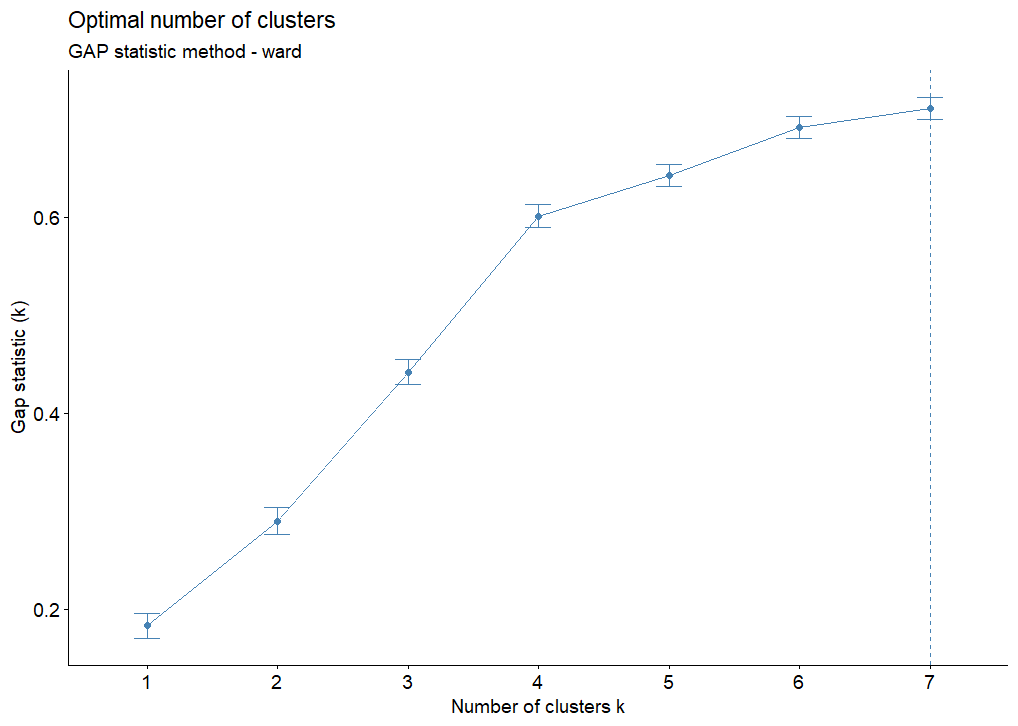 Optimal number of clusters
GAP statistic method - ward
Gap statistic (k)
0.6
0.4
0.2
1 2 3 4 5 6 7
Number of clusters k